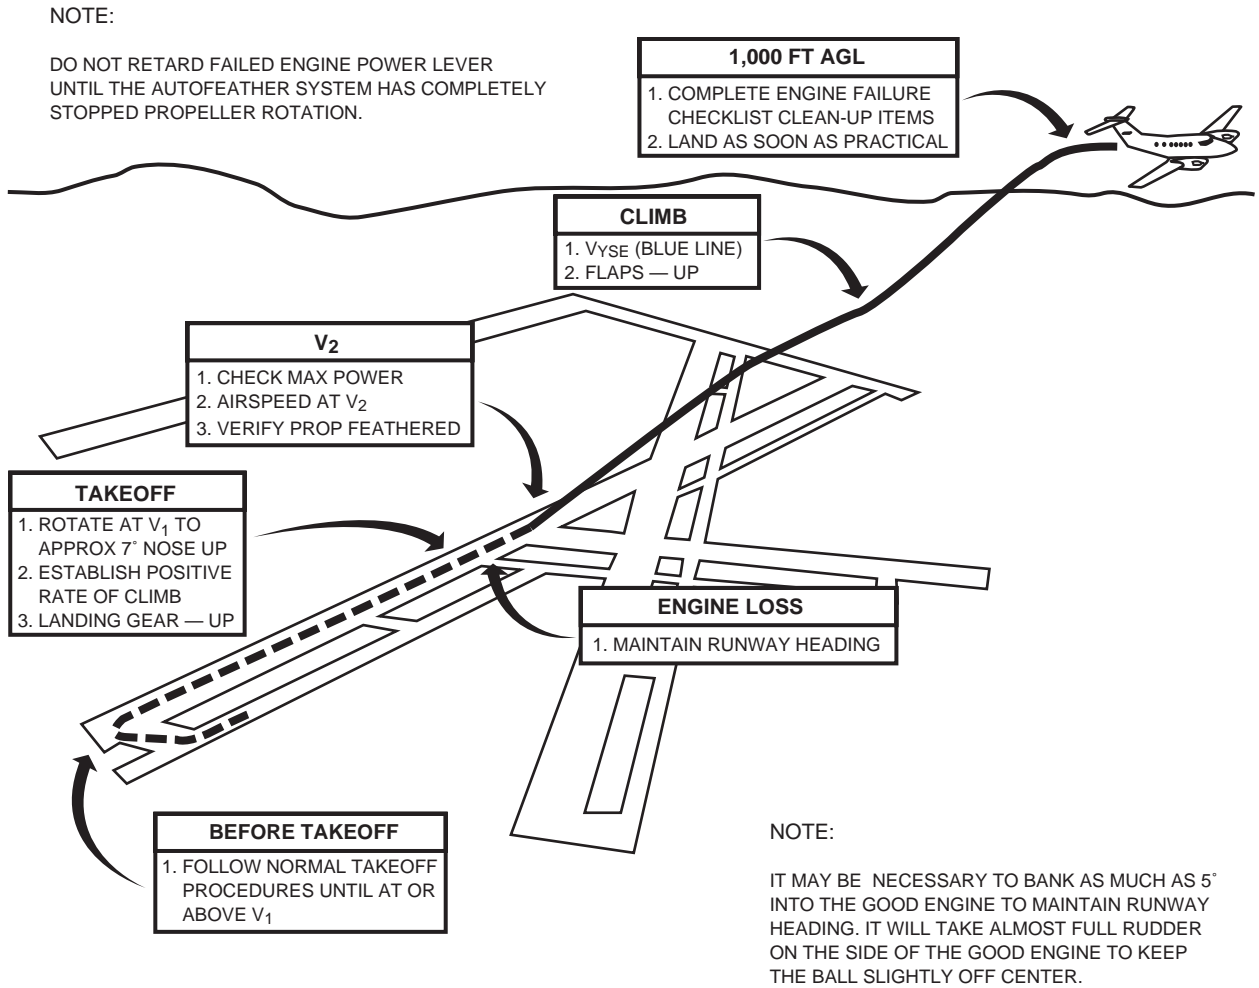 NOTE:
DO NOT RETARD FAILED ENGINE POWER LEVER
UNTIL THE AUTOFEATHER SYSTEM HAS COMPLETELY
STOPPED PROPELLER ROTATION.
1,000 FT AGL
1. COMPLETE ENGINE FAILURE
CHECKLIST CLEAN-UP ITEMS
2. LAND AS SOON AS PRACTICAL
CLIMB
1. VYSE (BLUE LINE)
2. FLAPS — UP
V2
1. CHECK MAX POWER
2. AIRSPEED AT V2
3. VERIFY PROP FEATHERED
TAKEOFF
1. ROTATE AT V1 TO
APPROX 7° NOSE UP
2. ESTABLISH POSITIVE
RATE OF CLIMB
3. LANDING GEAR — UP
ENGINE LOSS
1. MAINTAIN RUNWAY HEADING
BEFORE TAKEOFF
1. FOLLOW NORMAL TAKEOFF
PROCEDURES UNTIL AT OR
ABOVE V1
NOTE:
IT MAY BE NECESSARY TO BANK AS MUCH AS 5°
INTO THE GOOD ENGINE TO MAINTAIN RUNWAY
HEADING. IT WILL TAKE ALMOST FULL RUDDER
ON THE SIDE OF THE GOOD ENGINE TO KEEP
THE BALL SLIGHTLY OFF CENTER.